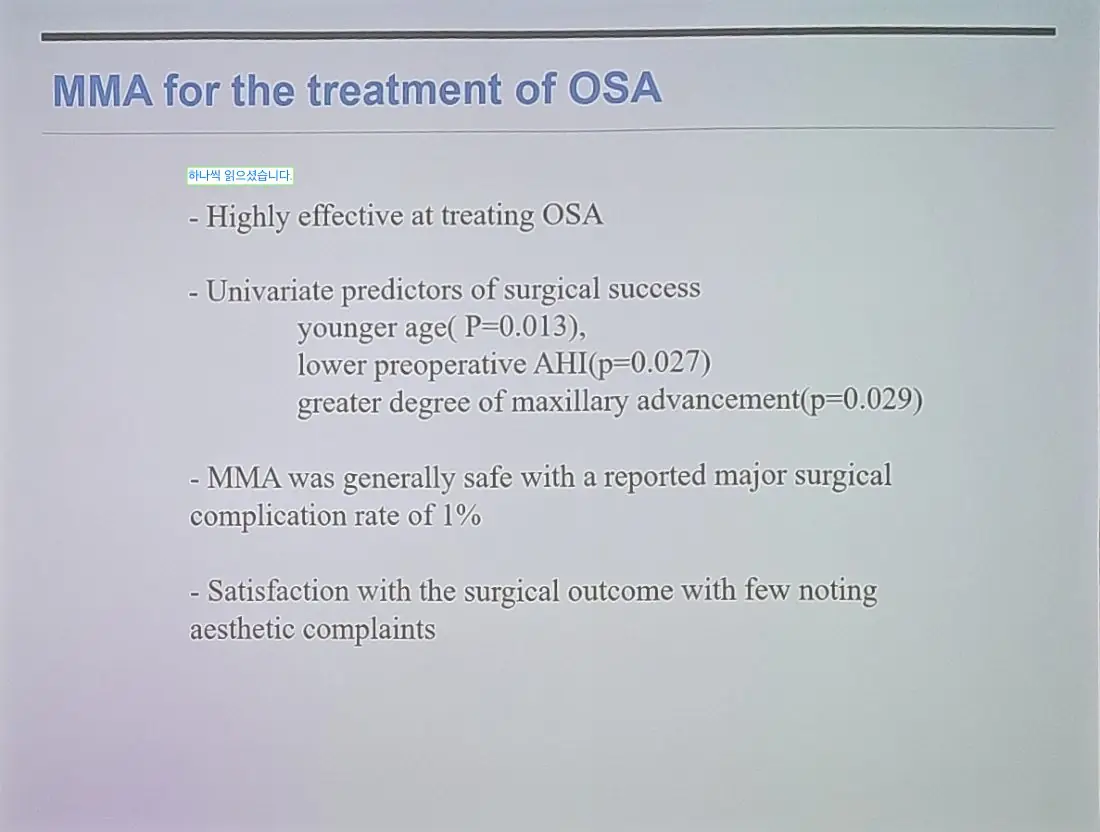 MMA for the treatment of OSA
하나씩 읽으셨습니다.
- Highly effective at treating OSA
- Univariate predictors of surgical success
younger age( P=0.013),
lower preoperative AHI(p=0.027)
greater degree of maxillary advancement(p=0.029)
- MMA was generally safe with a reported major surgical
complication rate of 1%
- Satisfaction with the surgical outcome with few noting
aesthetic complaints